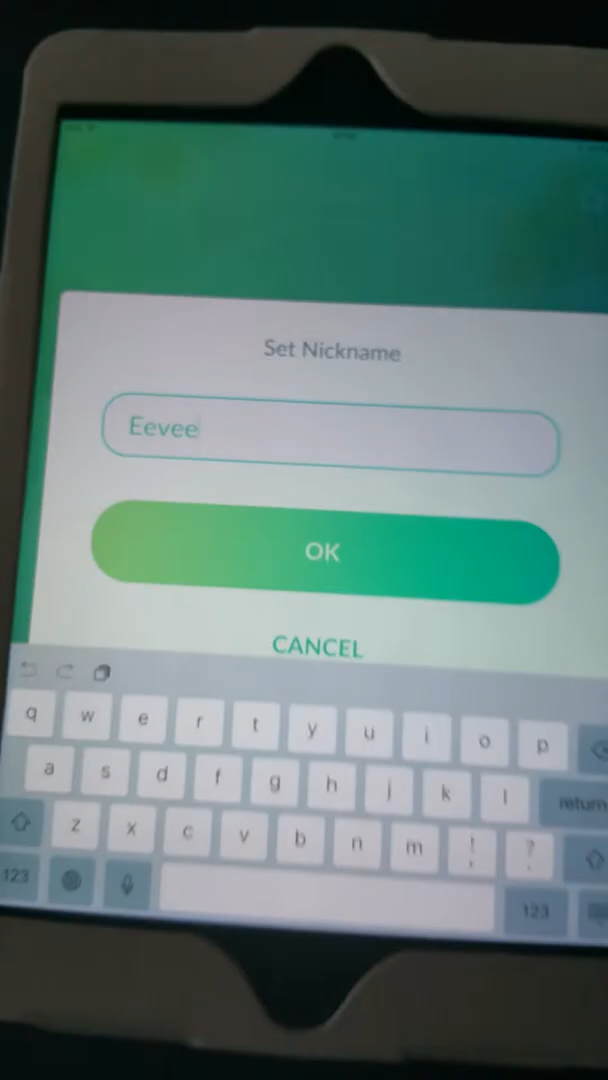 Set Nickname
Eevee
OK
CANCEL
q w e r t y u i o p
a s d f g h j k l return
z x c v b n m ! , ? .
123 123